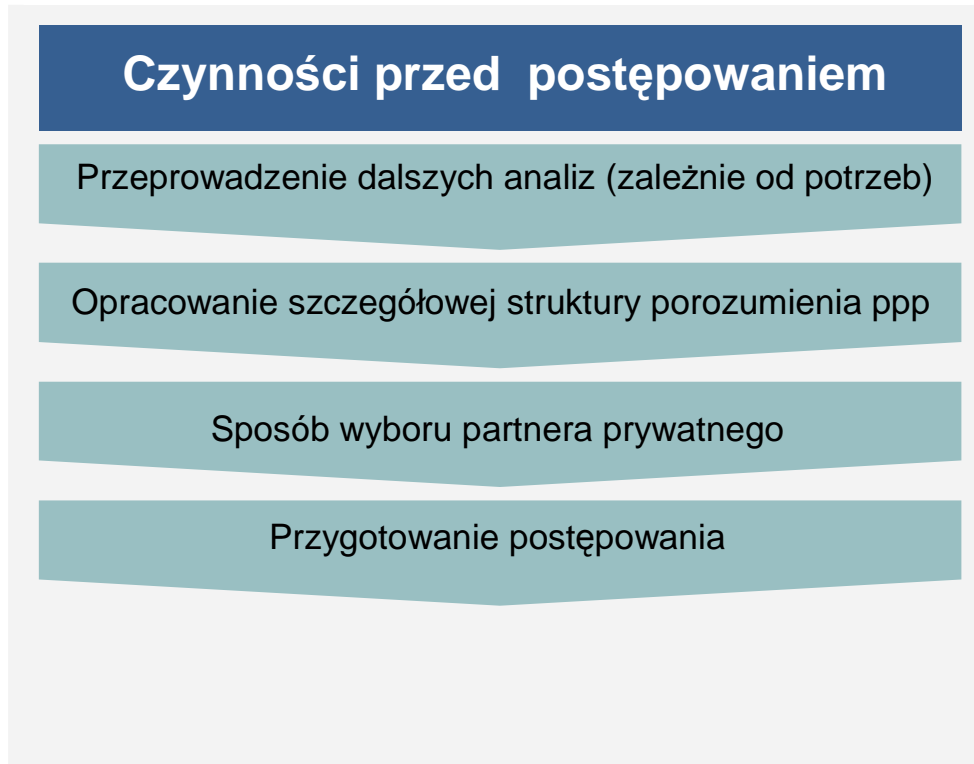 Czynności przed  postępowaniem
Przeprowadzenie dalszych analiz (zależnie od potrzeb)
Opracowanie szczegółowej struktury porozumienia ppp
Sposób wyboru partnera prywatnego
Przygotowanie postępowania